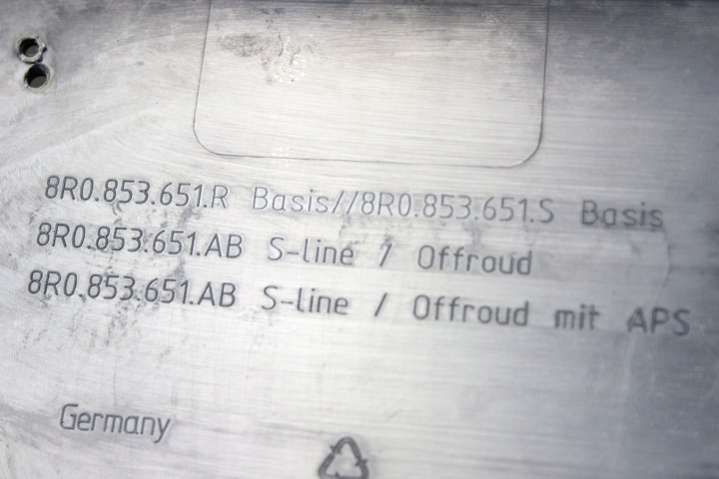 8R0.853.651.R Basis//8R0.853.651.S Basis
8R0.853.651.AB S-line / Offroud
8R0.853.651.AB S-line / Offroud mit APS
Germany